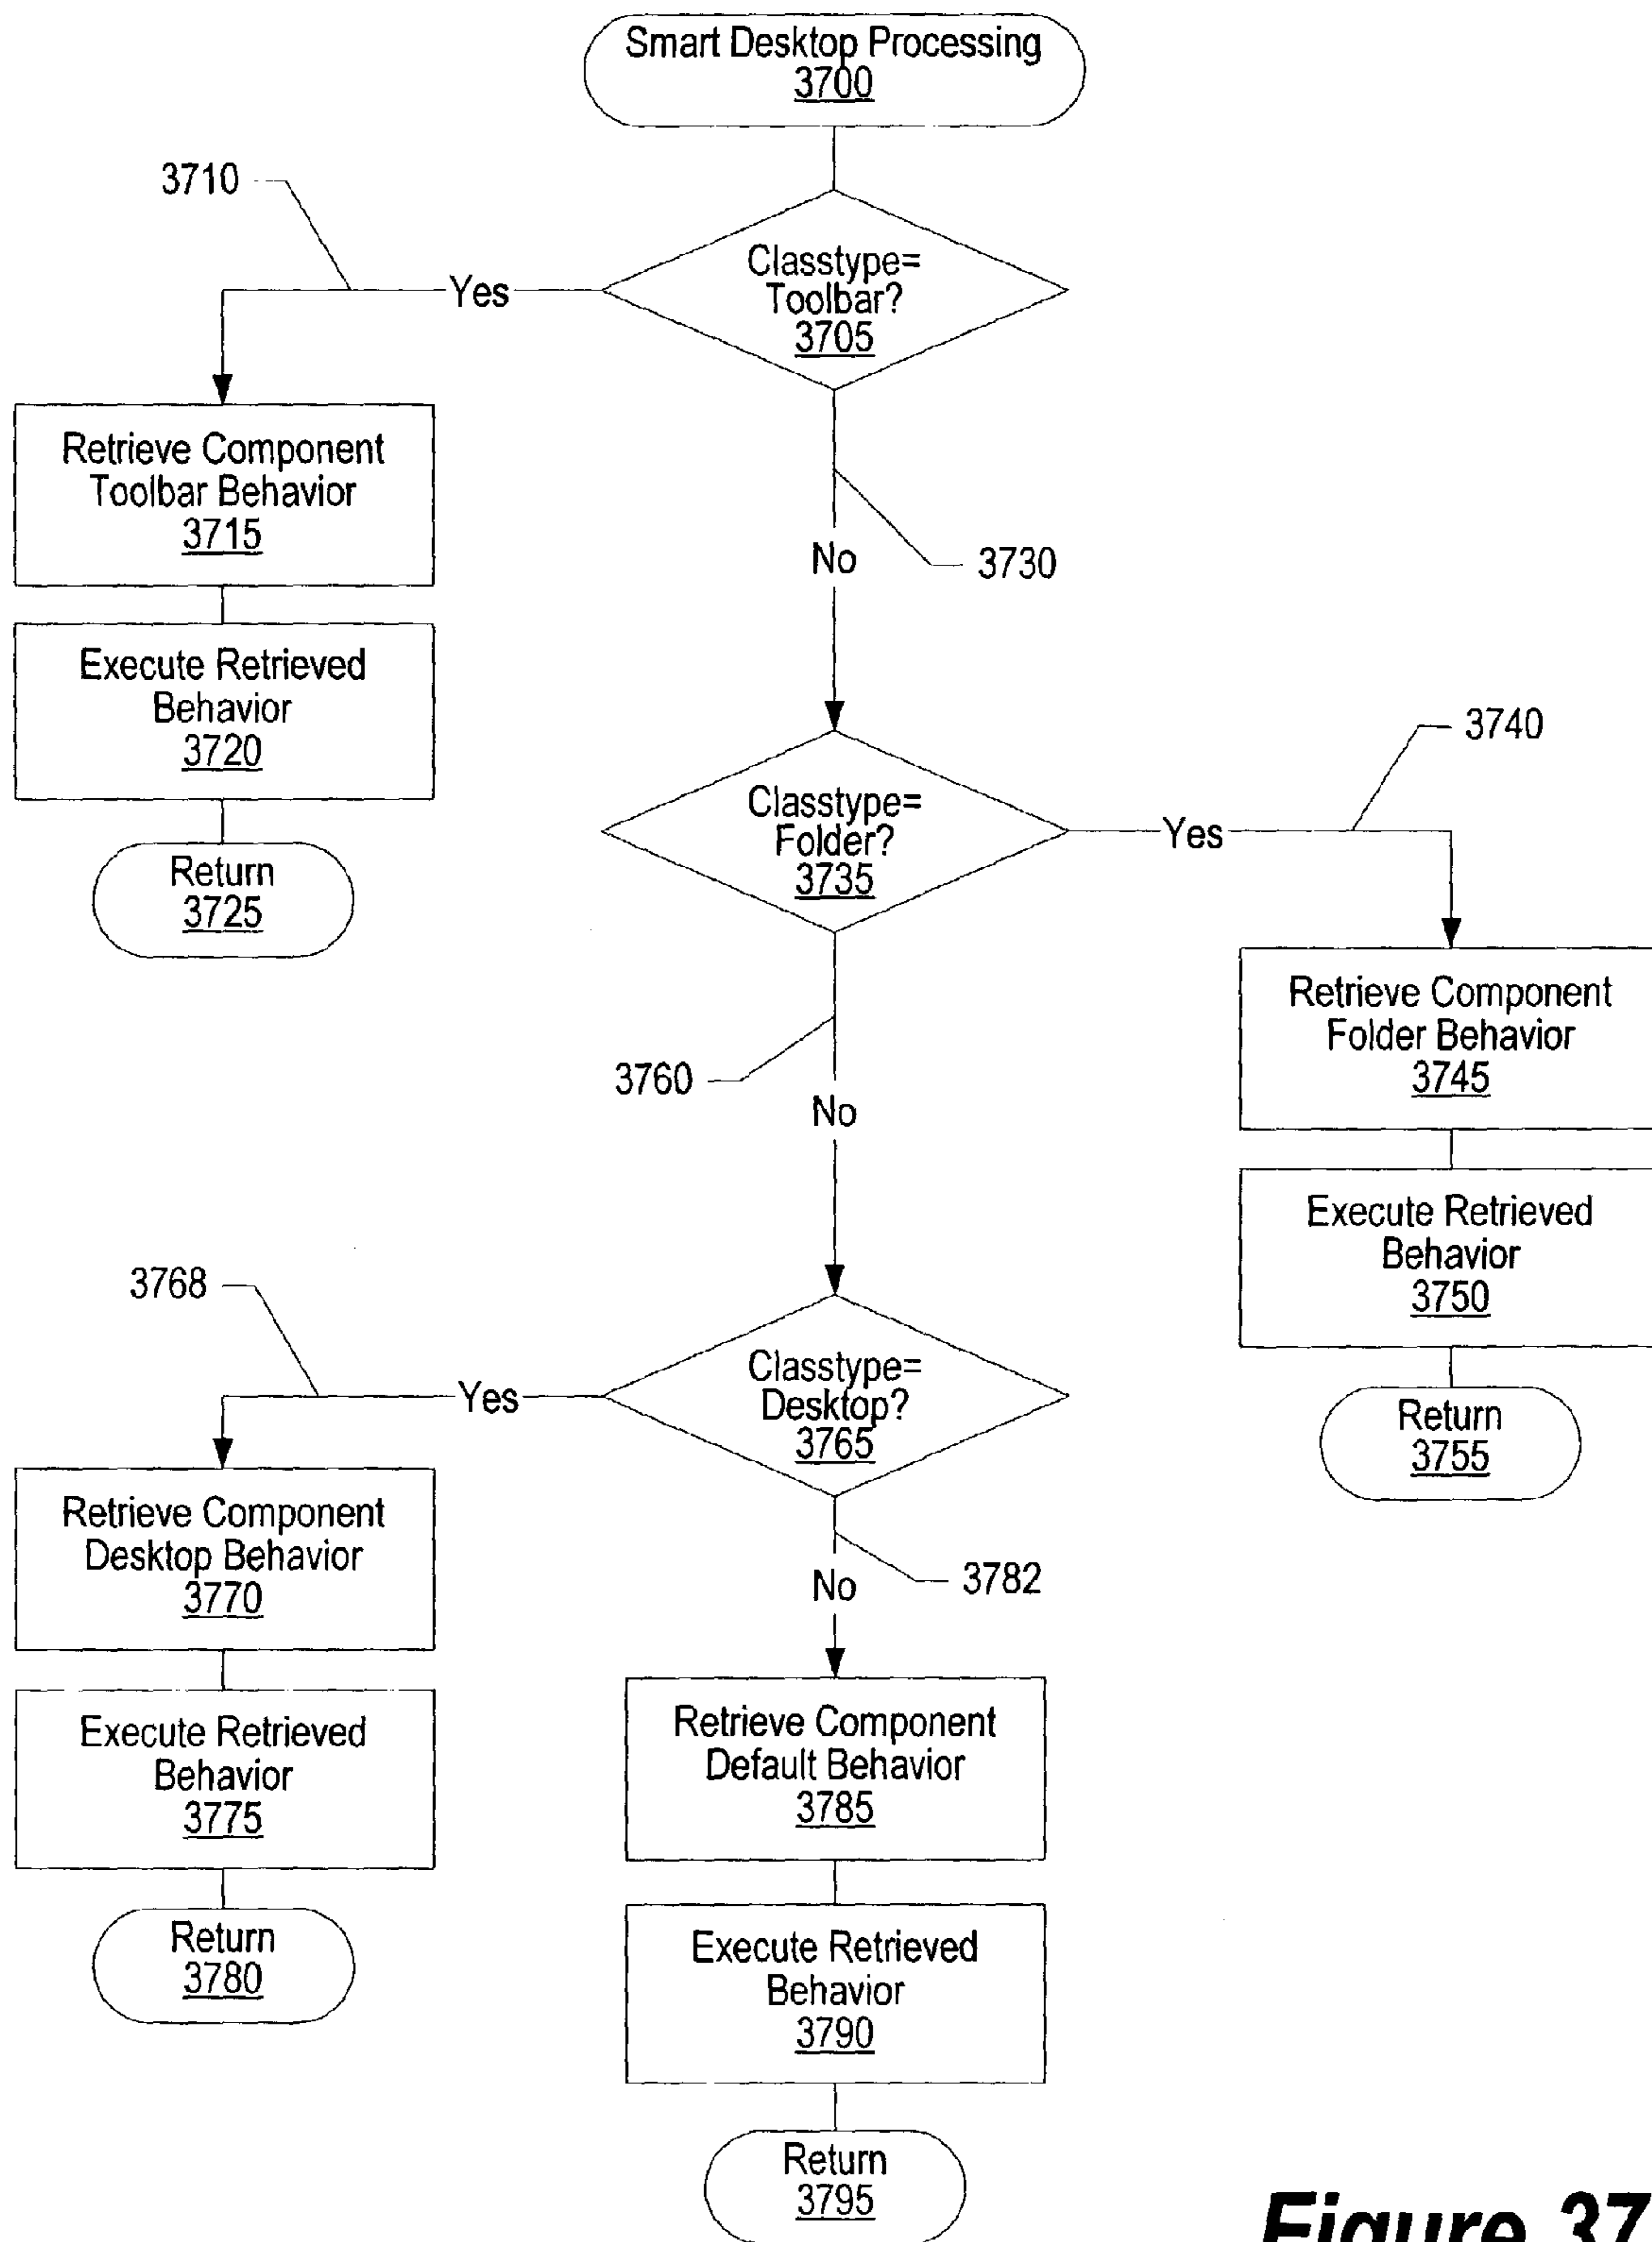 Smart Desktop Processing
3700
3710
Classtype=
Toolbar?
3705
Yes
Retrieve Component
Toolbar Behavior
3715
3730
No
Execute Retrieved
Behavior
3720
Return
3725
Classtype=
Folder?
3735
3740
Yes
Retrieve Component
Folder Behavior
3745
3760
No
Execute Retrieved
Behavior
3750
Return
3755
3768
Classtype=
Desktop?
3765
Yes
Retrieve Component
Desktop Behavior
3770
3782
No
Execute Retrieved
Behavior
3775
Return
3780
Retrieve Component
Default Behavior
3785
Execute Retrieved
Behavior
3790
Return
3795
Figure 37